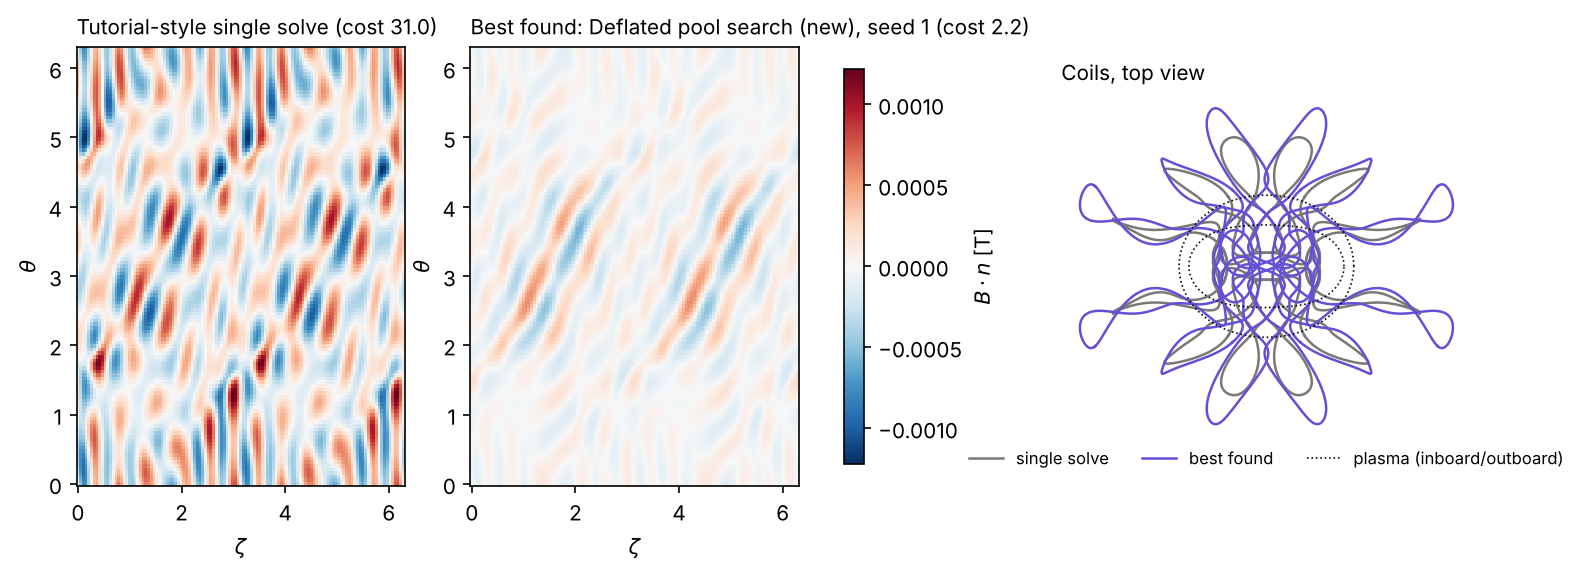 Tutorial-style single solve (cost 31.0)
Best found: Deflated pool search (new), seed 1 (cost 2.2)
Coils, top view
θ
6
5
4
3
2
1
0
0 2 4 6
ζ
θ
6
5
4
3
2
1
0
0 2 4 6
ζ
0.0010
0.0005
0.0000
−0.0005
−0.0010
B · n [T]
single solve
best found
plasma (inboard/outboard)